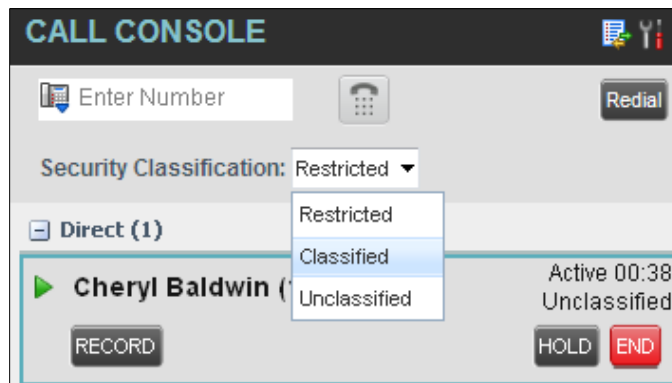 CALL CONSOLE
Enter Number
Redial
Security Classification: Restricted
Restricted
Direct (1)
Classified
Cheryl Baldwin (
Active 00:38
Unclassified
Unclassified
RECORD
HOLD END